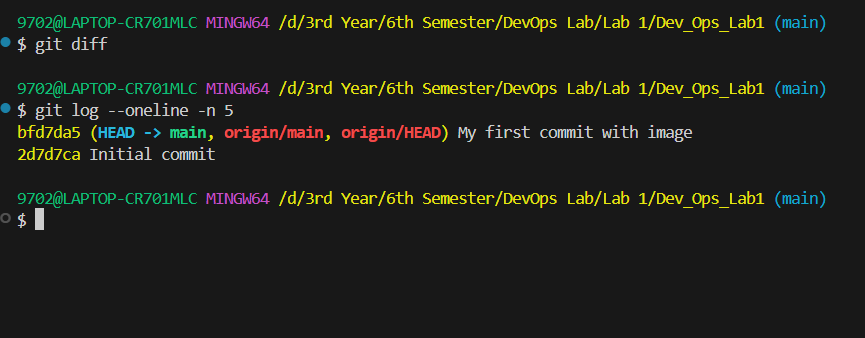 9702@LAPTOP-CR701MLC MINGW64 /d/3rd Year/6th Semester/DevOps Lab/Lab 1/Dev_Ops_Lab1 (main)
$ git diff
9702@LAPTOP-CR701MLC MINGW64 /d/3rd Year/6th Semester/DevOps Lab/Lab 1/Dev_Ops_Lab1 (main)
$ git log --oneline -n 5
bfd7da5 (HEAD -> main, origin/main, origin/HEAD) My first commit with image
2d7d7ca Initial commit
9702@LAPTOP-CR701MLC MINGW64 /d/3rd Year/6th Semester/DevOps Lab/Lab 1/Dev_Ops_Lab1 (main)
$